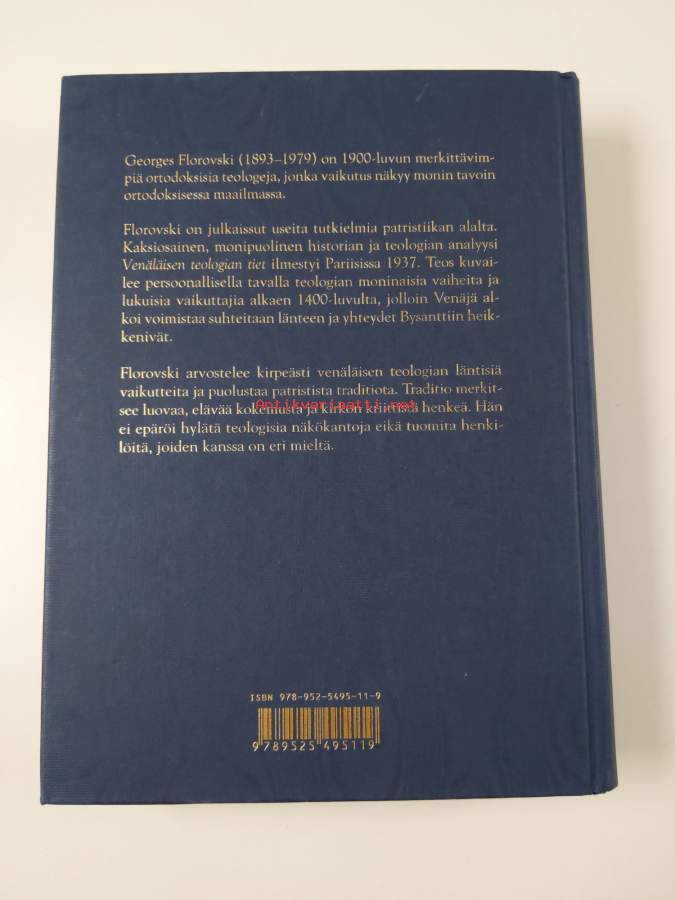 Georges Florovski (1893–1979) on 1900-luvun merkittävim-
piä ortodoksisia teologeja, jonka vaikutus näkyy monin tavoin
ortodoksisessa maailmassa.
Florovski on julkaissut useita tutkielmia patristiikan alalta.
Kaksiosainen, monipuolinen historian ja teologian analyysi
Venäläisen teologian tiet ilmestyi Pariisissa 1937. Teos kuvai-
lee persoonallisella tavalla teologian moninaisia vaiheita ja
lukuisia vaikuttajia alkaen 1400-luvulta, jolloin Venäjä al-
koi voimistaa suhteitaan länteen ja yhteydet Bysanttiin heik-
kenivät.
Florovski arvostelee kirpeästi venäläisen teologian läntisiä
vaikutteita ja puolustaa patristista traditiota. Traditio merkit-
see luovaa, elävää kokemusta ja kirkon kriittistä henkeä. Hän
Antikvariaatti.net
ei epäröi hylätä teologisia näkökantoja eikä tuomita henki-
löitä, joiden kanssa on eri mieltä.
ISBN 978-952-5495-11-9
9 789525 495119